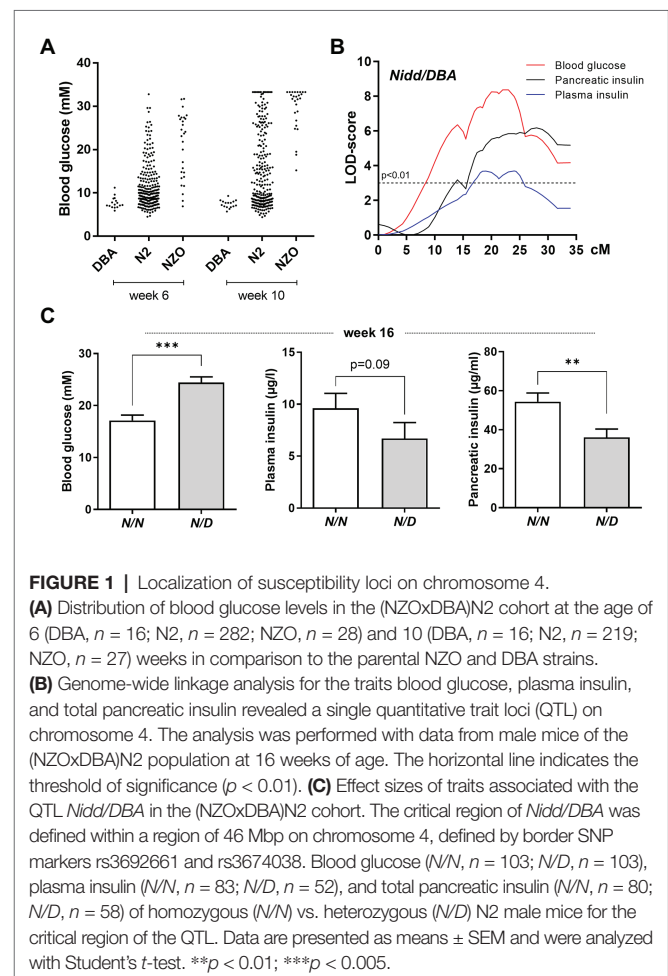 A
Blood glucose (mM)
40
30
20
10
0
DBA
N2
NZO
DBA
N2
NZO
week 6
week 10
B
Nidd/DBA
Blood glucose
Pancreatic insulin
Plasma insulin
LOD-score
10
8
6
4
2
0
p<0.01
0 5 10 15 20 25 30 35 cM
C
week 16
Blood glucose (mM)
30
20
10
0
***
N/N
N/D
Plasma insulin (µg/l)
15
10
5
0
p=0.09
N/N
N/D
Pancreatic insulin (µg/ml)
80
60
40
20
0
**
N/N
N/D
FIGURE 1 | Localization of susceptibility loci on chromosome 4.
(A) Distribution of blood glucose levels in the (NZOxDBA)N2 cohort at the age of
6 (DBA, n = 16; N2, n = 282; NZO, n = 28) and 10 (DBA, n = 16; N2, n = 219;
NZO, n = 27) weeks in comparison to the parental NZO and DBA strains.
(B) Genome-wide linkage analysis for the traits blood glucose, plasma insulin,
and total pancreatic insulin revealed a single quantitative trait loci (QTL) on
chromosome 4. The analysis was performed with data from male mice of the
(NZOxDBA)N2 population at 16 weeks of age. The horizontal line indicates the
threshold of significance (p < 0.01). (C) Effect sizes of traits associated with the
QTL Nidd/DBA in the (NZOxDBA)N2 cohort. The critical region of Nidd/DBA was
defined within a region of 46 Mbp on chromosome 4, defined by border SNP
markers rs3692661 and rs3674038. Blood glucose (N/N, n = 103; N/D, n = 103),
plasma insulin (N/N, n = 83; N/D, n = 52), and total pancreatic insulin (N/N, n = 80;
N/D, n = 58) of homozygous (N/N) vs. heterozygous (N/D) N2 male mice for the
critical region of the QTL. Data are presented as means ± SEM and were analyzed
with Student's t-test. **p < 0.01; ***p < 0.005.